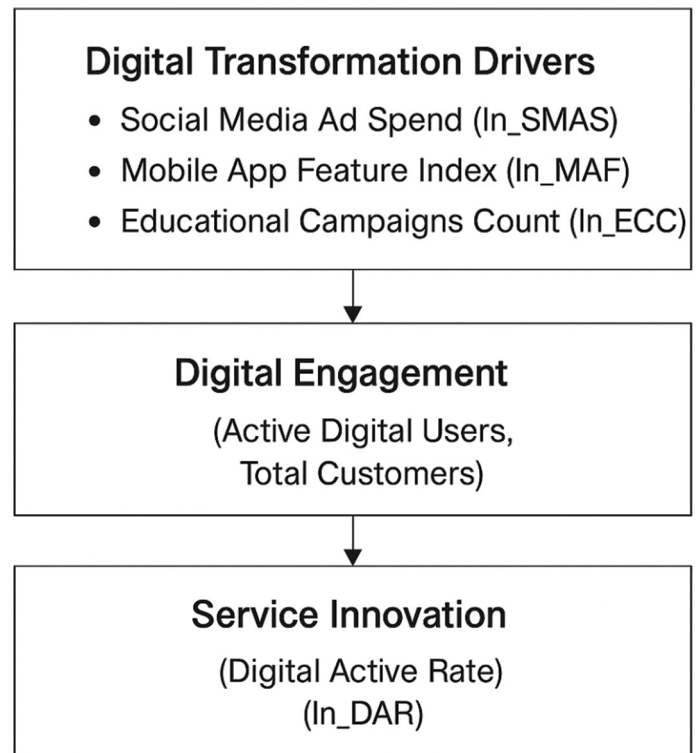 Digital Transformation Drivers
• Social Media Ad Spend (ln_SMAS)
• Mobile App Feature Index (ln_MAF)
• Educational Campaigns Count (ln_ECC)
Digital Engagement
(Active Digital Users,
Total Customers)
Service Innovation
(Digital Active Rate)
(ln_DAR)